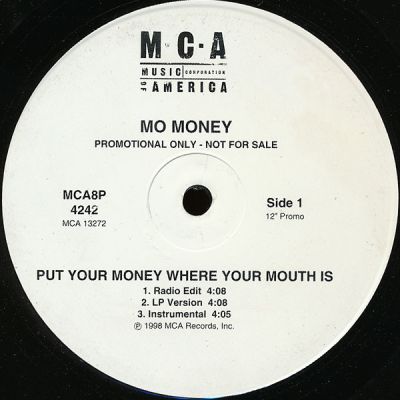 M·C·A
MUSIC CORPORATION
OF AMERICA
MO MONEY
PROMOTIONAL ONLY - NOT FOR SALE
MCA8P
4242
MCA 13272
Side 1
12" Promo
PUT YOUR MONEY WHERE YOUR MOUTH IS
1. Radio Edit 4:08
2. LP Version 4:08
3. Instrumental 4:05
℗ 1998 MCA Records, Inc.